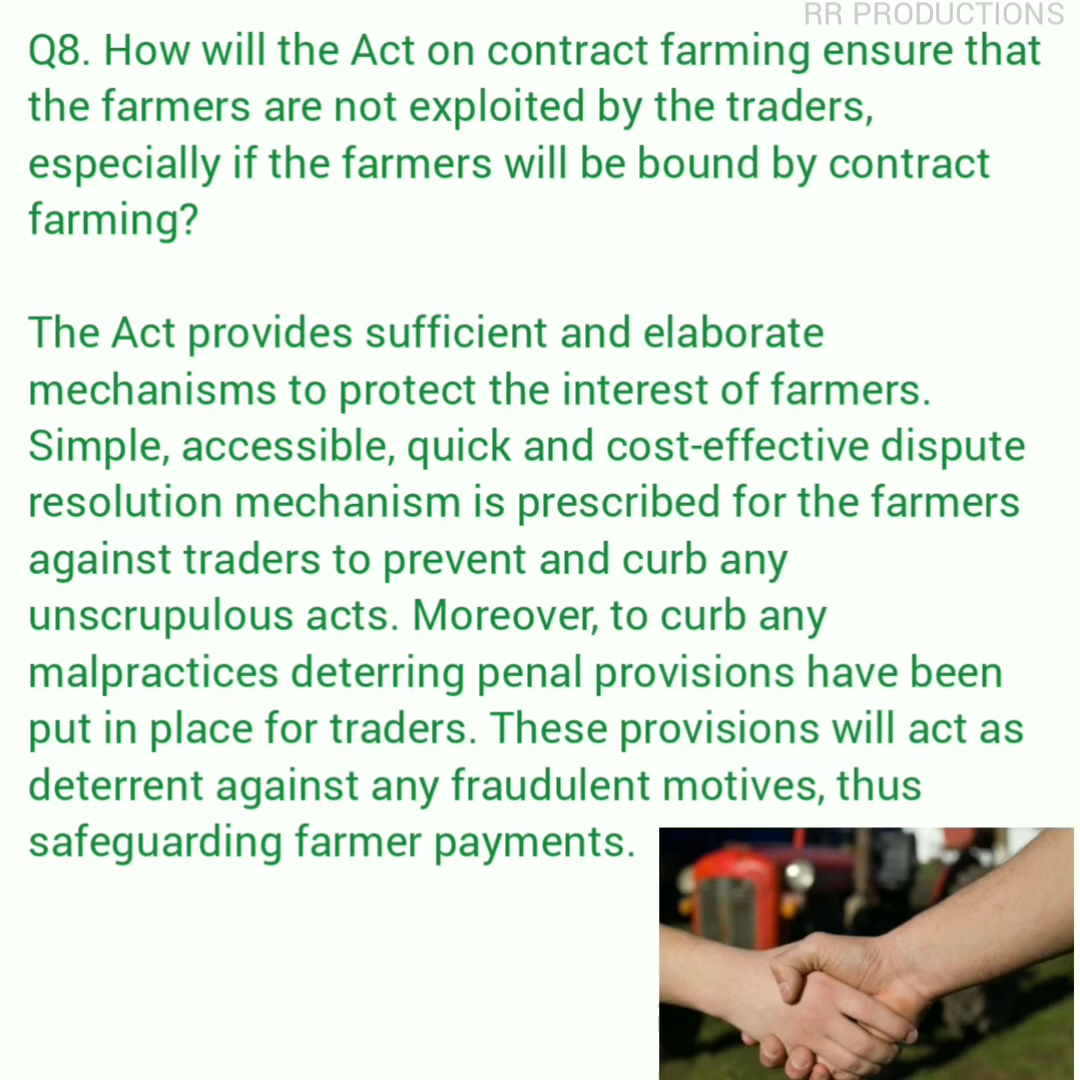 RR PRODUCTIONS
Q8. How will the Act on contract farming ensure that
the farmers are not exploited by the traders,
especially if the farmers will be bound by contract
farming?
The Act provides sufficient and elaborate
mechanisms to protect the interest of farmers.
Simple, accessible, quick and cost-effective dispute
resolution mechanism is prescribed for the farmers
against traders to prevent and curb any
unscrupulous acts. Moreover, to curb any
malpractices deterring penal provisions have been
put in place for traders. These provisions will act as
deterrent against any fraudulent motives, thus
safeguarding farmer payments.